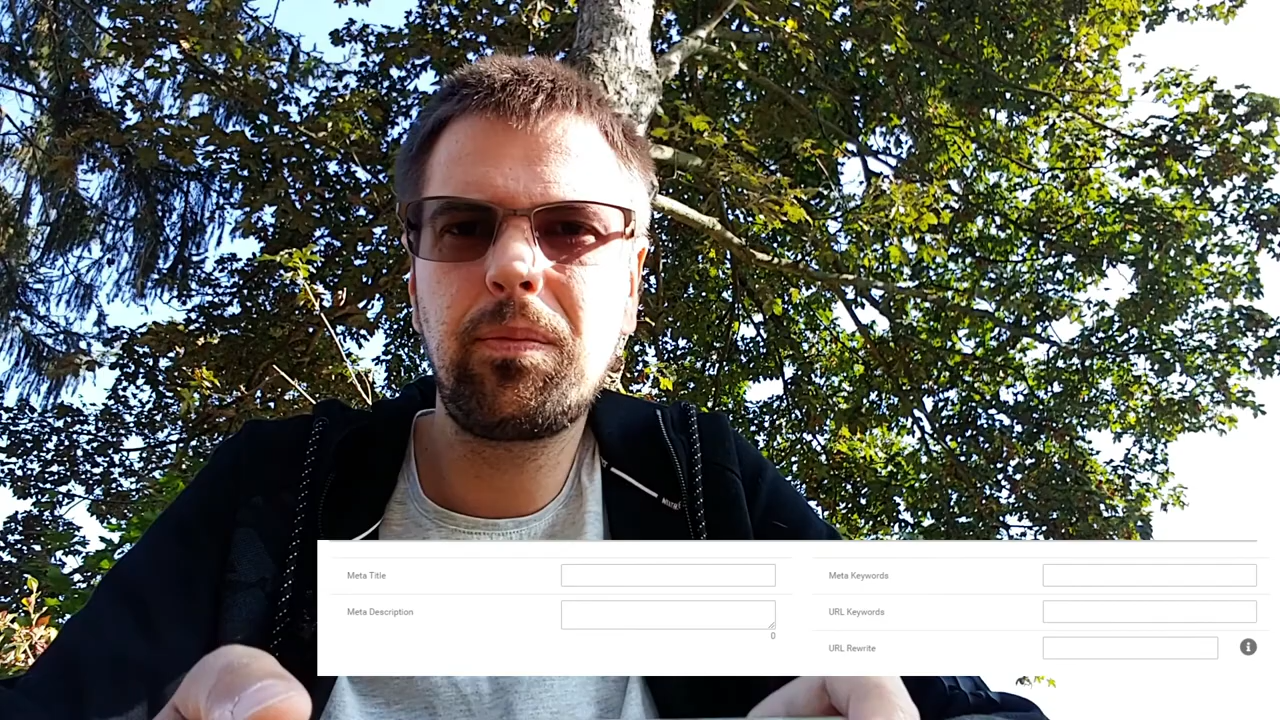 Meta Title
Meta Description
0
Meta Keywords
URL Keywords
URL Rewrite